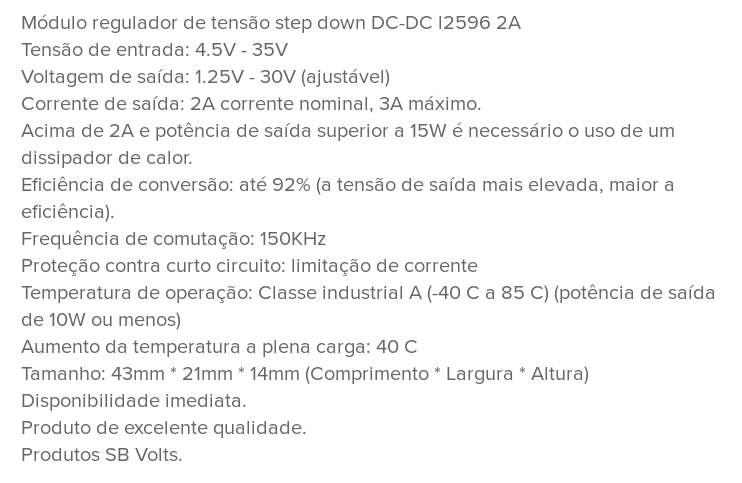 Módulo regulador de tensão step down DC-DC l2596 2A
Tensão de entrada: 4.5V - 35V
Voltagem de saída: 1.25V - 30V (ajustável)
Corrente de saída: 2A corrente nominal, 3A máximo.
Acima de 2A e potência de saída superior a 15W é necessário o uso de um
dissipador de calor.
Eficiência de conversão: até 92% (a tensão de saída mais elevada, maior a
eficiência).
Frequência de comutação: 150KHz
Proteção contra curto circuito: limitação de corrente
Temperatura de operação: Classe industrial A (-40 C a 85 C) (potência de saída
de 10W ou menos)
Aumento da temperatura a plena carga: 40 C
Tamanho: 43mm * 21mm * 14mm (Comprimento * Largura * Altura)
Disponibilidade imediata.
Produto de excelente qualidade.
Produtos SB Volts.